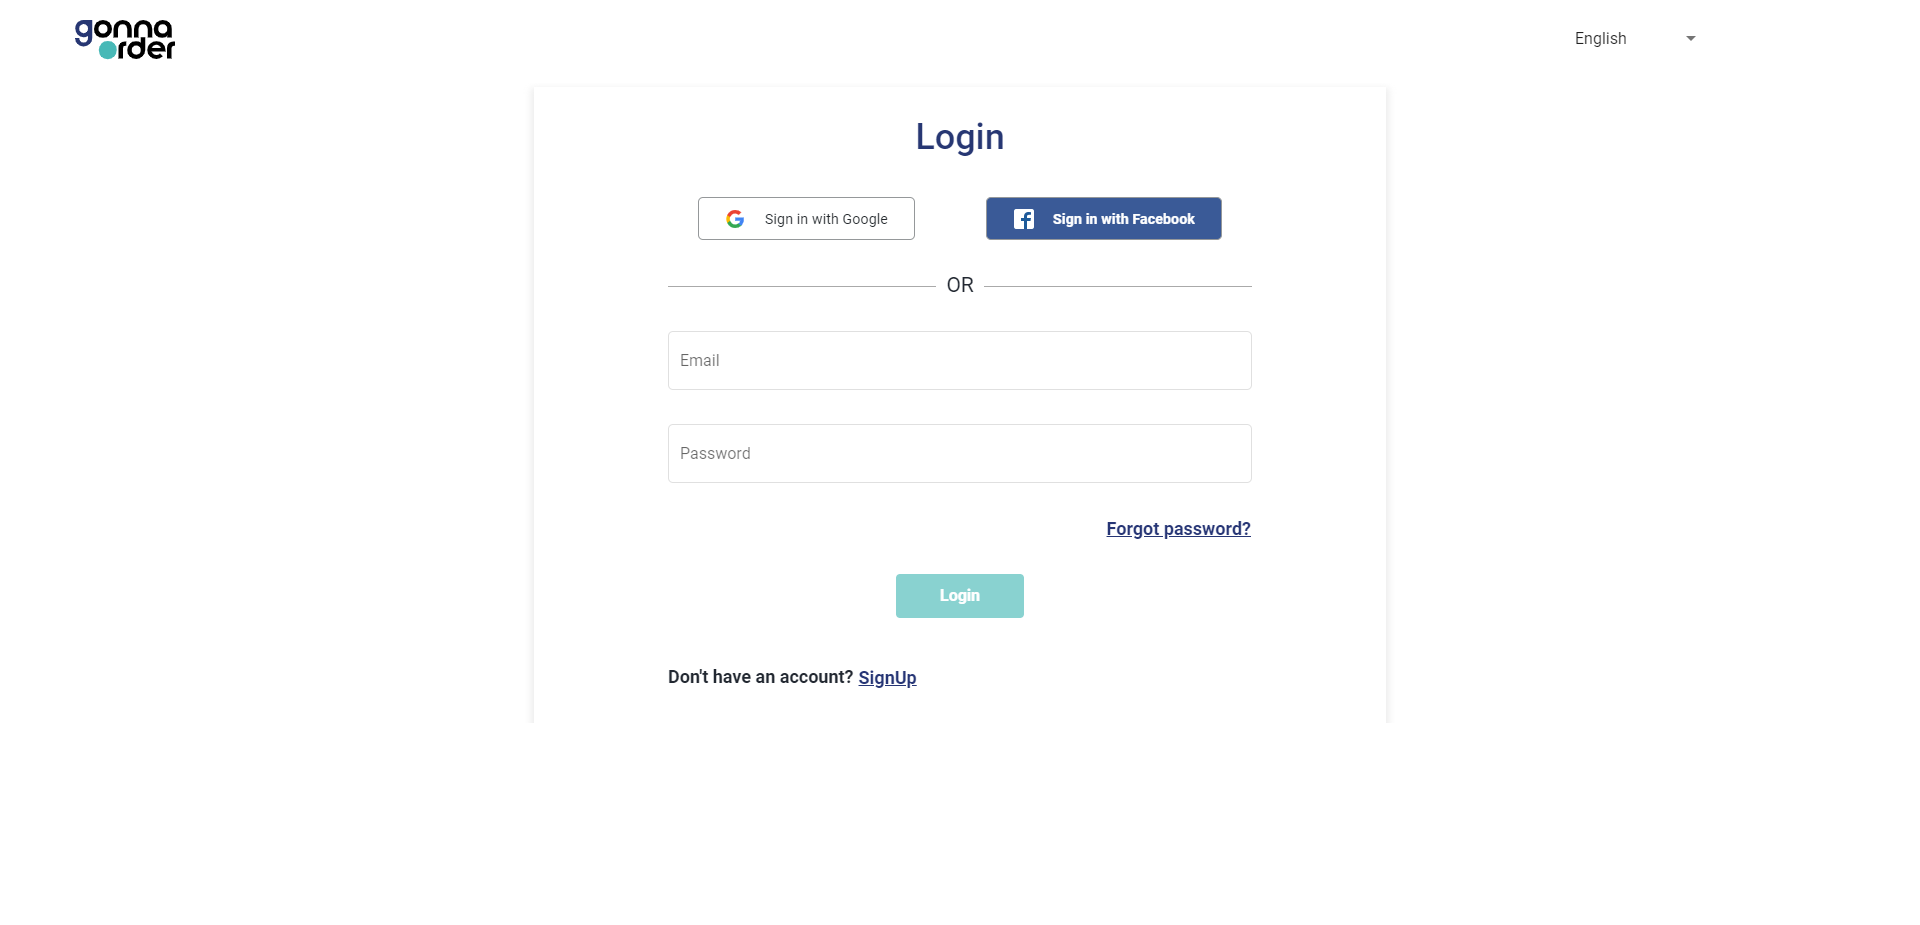 gonna
order
English
Login
Sign in with Google
Sign in with Facebook
OR
Email
Password
Forgot password?
Login
Don't have an account? SignUp